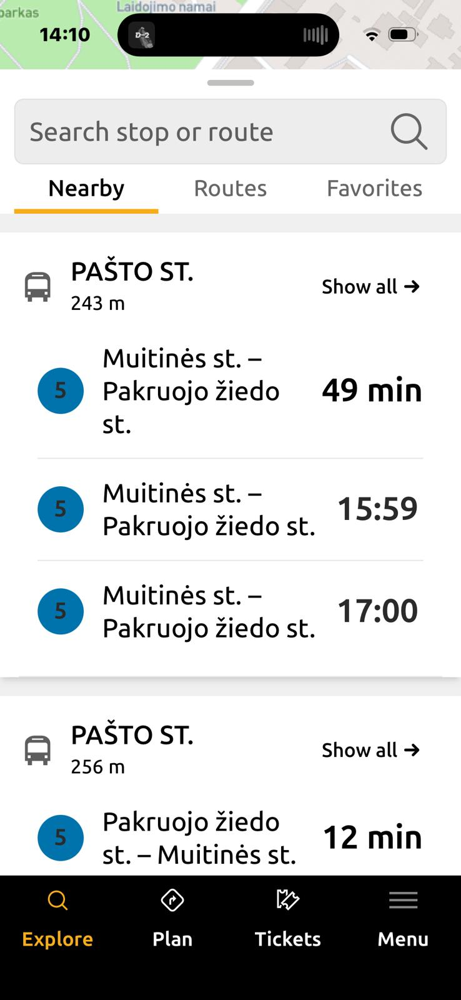 parkas
Laidojimo namai
14:10
D-2
Search stop or route
Nearby
Routes
Favorites
PAŠTO ST.
243 m
Show all →
5
Muitinės st. –
Pakruojo žiedo
st.
49 min
5
Muitinės st. –
Pakruojo žiedo st.
15:59
5
Muitinės st. –
Pakruojo žiedo st.
17:00
PAŠTO ST.
256 m
Show all →
5
Pakruojo žiedo
st. – Muitinės st.
12 min
Explore
Plan
Tickets
Menu